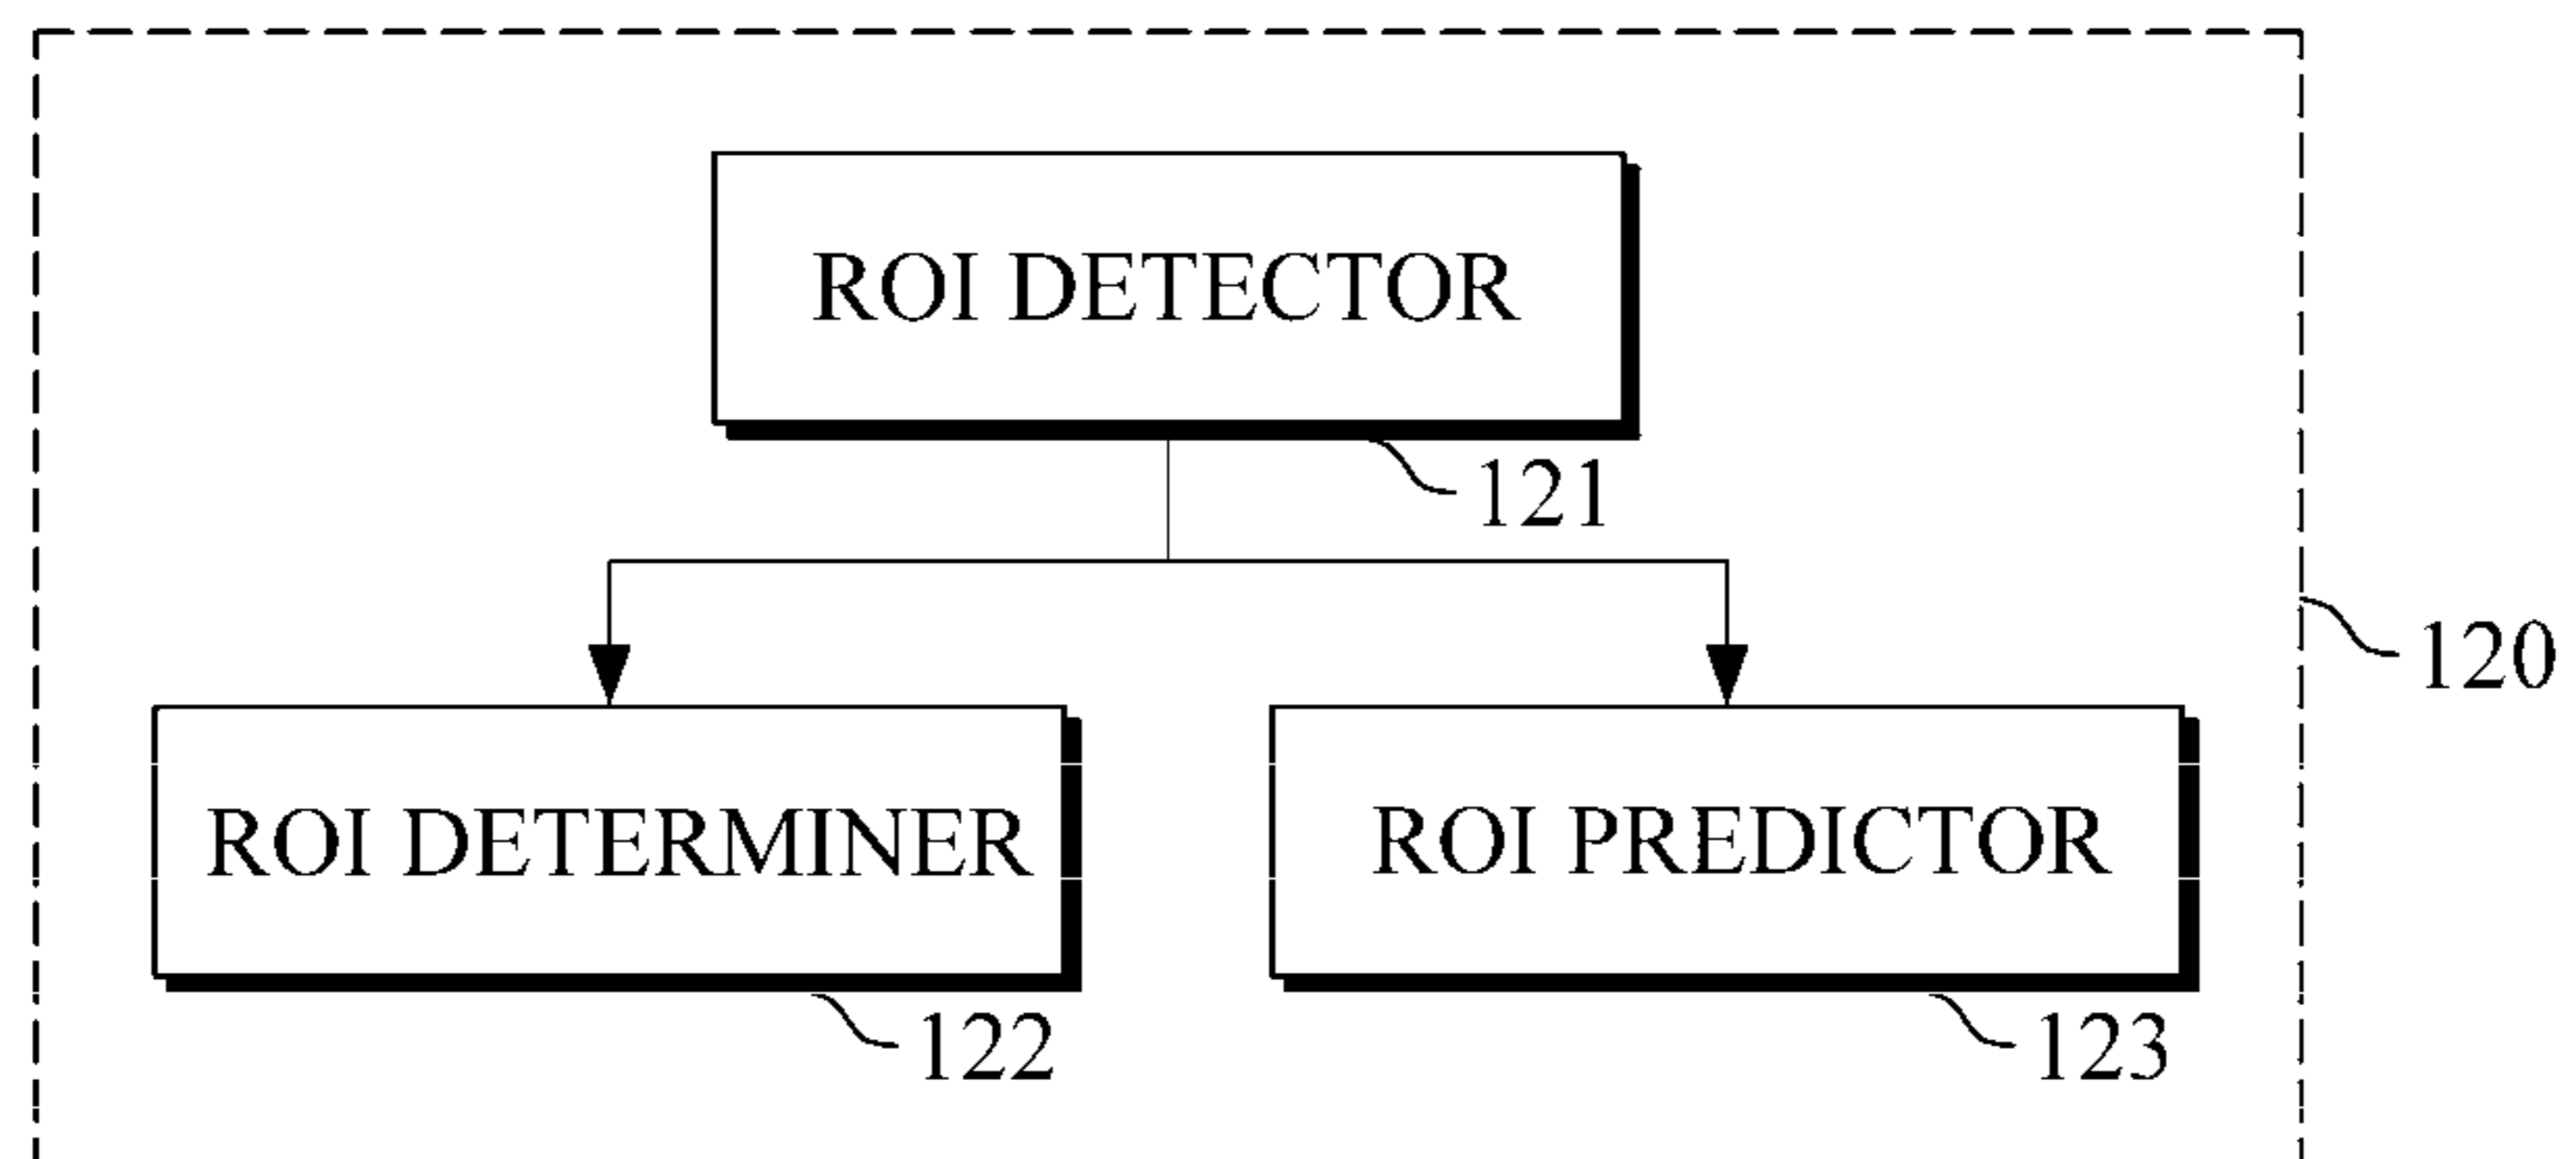 ROI DETECTOR
121
120
ROI DETERMINER
ROI PREDICTOR
122
123